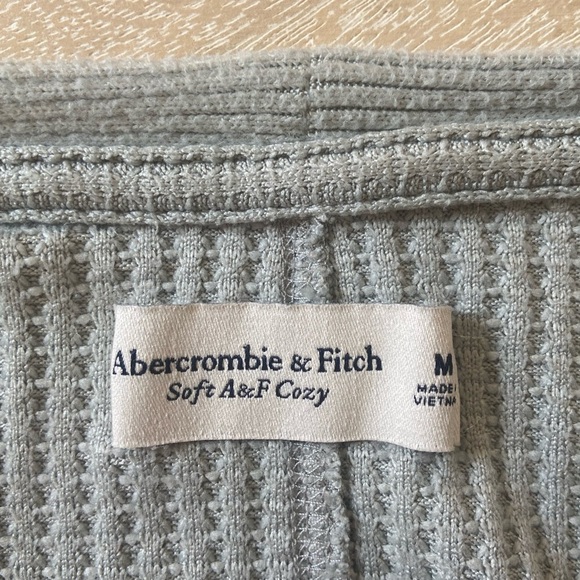 Abercrombie & Fitch
Soft A&F Cozy
M
MADE
VIETNA